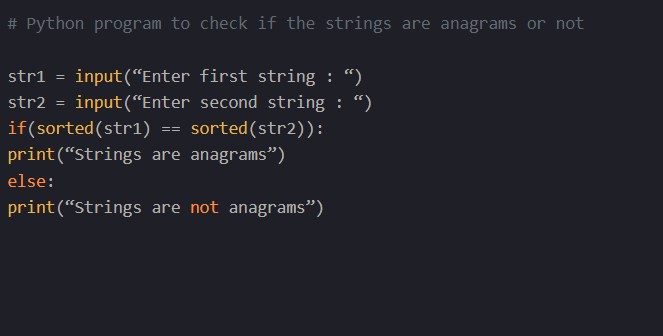 # Python program to check if the strings are anagrams or not
str1 = input(“Enter first string : “)
str2 = input(“Enter second string : “)
if(sorted(str1) == sorted(str2)):
print(“Strings are anagrams”)
else:
print(“Strings are not anagrams”)